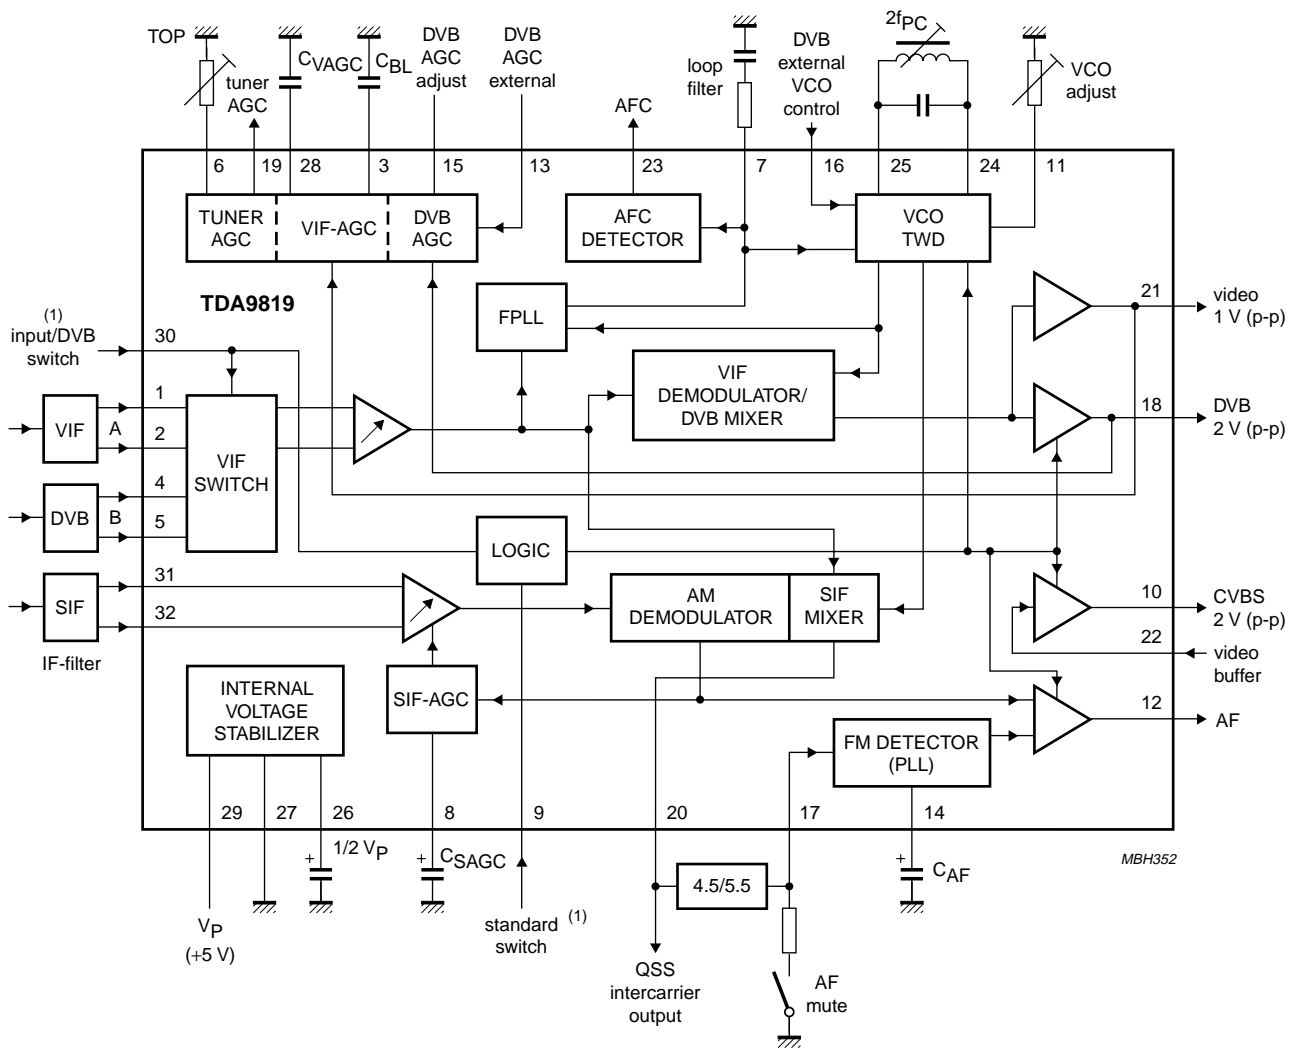 2fPC
TOP
CVAGC
CBL
DVB
AGC
adjust
DVB
AGC
external
loop
filter
DVB
external
VCO
control
VCO
adjust
tuner
AGC
AFC
6
19
28
3
15
13
23
7
16
25
24
11
TUNER
AGC
VIF-AGC
DVB
AGC
AFC
DETECTOR
VCO
TWD
TDA9819
FPLL
21
video
1 V (p-p)
(1)
input/DVB
switch
30
VIF
DEMODULATOR/
DVB MIXER
18
DVB
2 V (p-p)
VIF
A
1
2
VIF
SWITCH
DVB
B
4
5
LOGIC
SIF
31
32
IF-filter
AM
DEMODULATOR
SIF
MIXER
10
CVBS
2 V (p-p)
22
video
buffer
INTERNAL
VOLTAGE
STABILIZER
SIF-AGC
12
AF
FM DETECTOR
(PLL)
29
27
26
8
9
20
17
14
1/2 VP
+
+
CSAGC
+
CAF
MBH352
4.5/5.5
VP
(+5 V)
standard (1)
switch
QSS
intercarrier
output
AF
mute